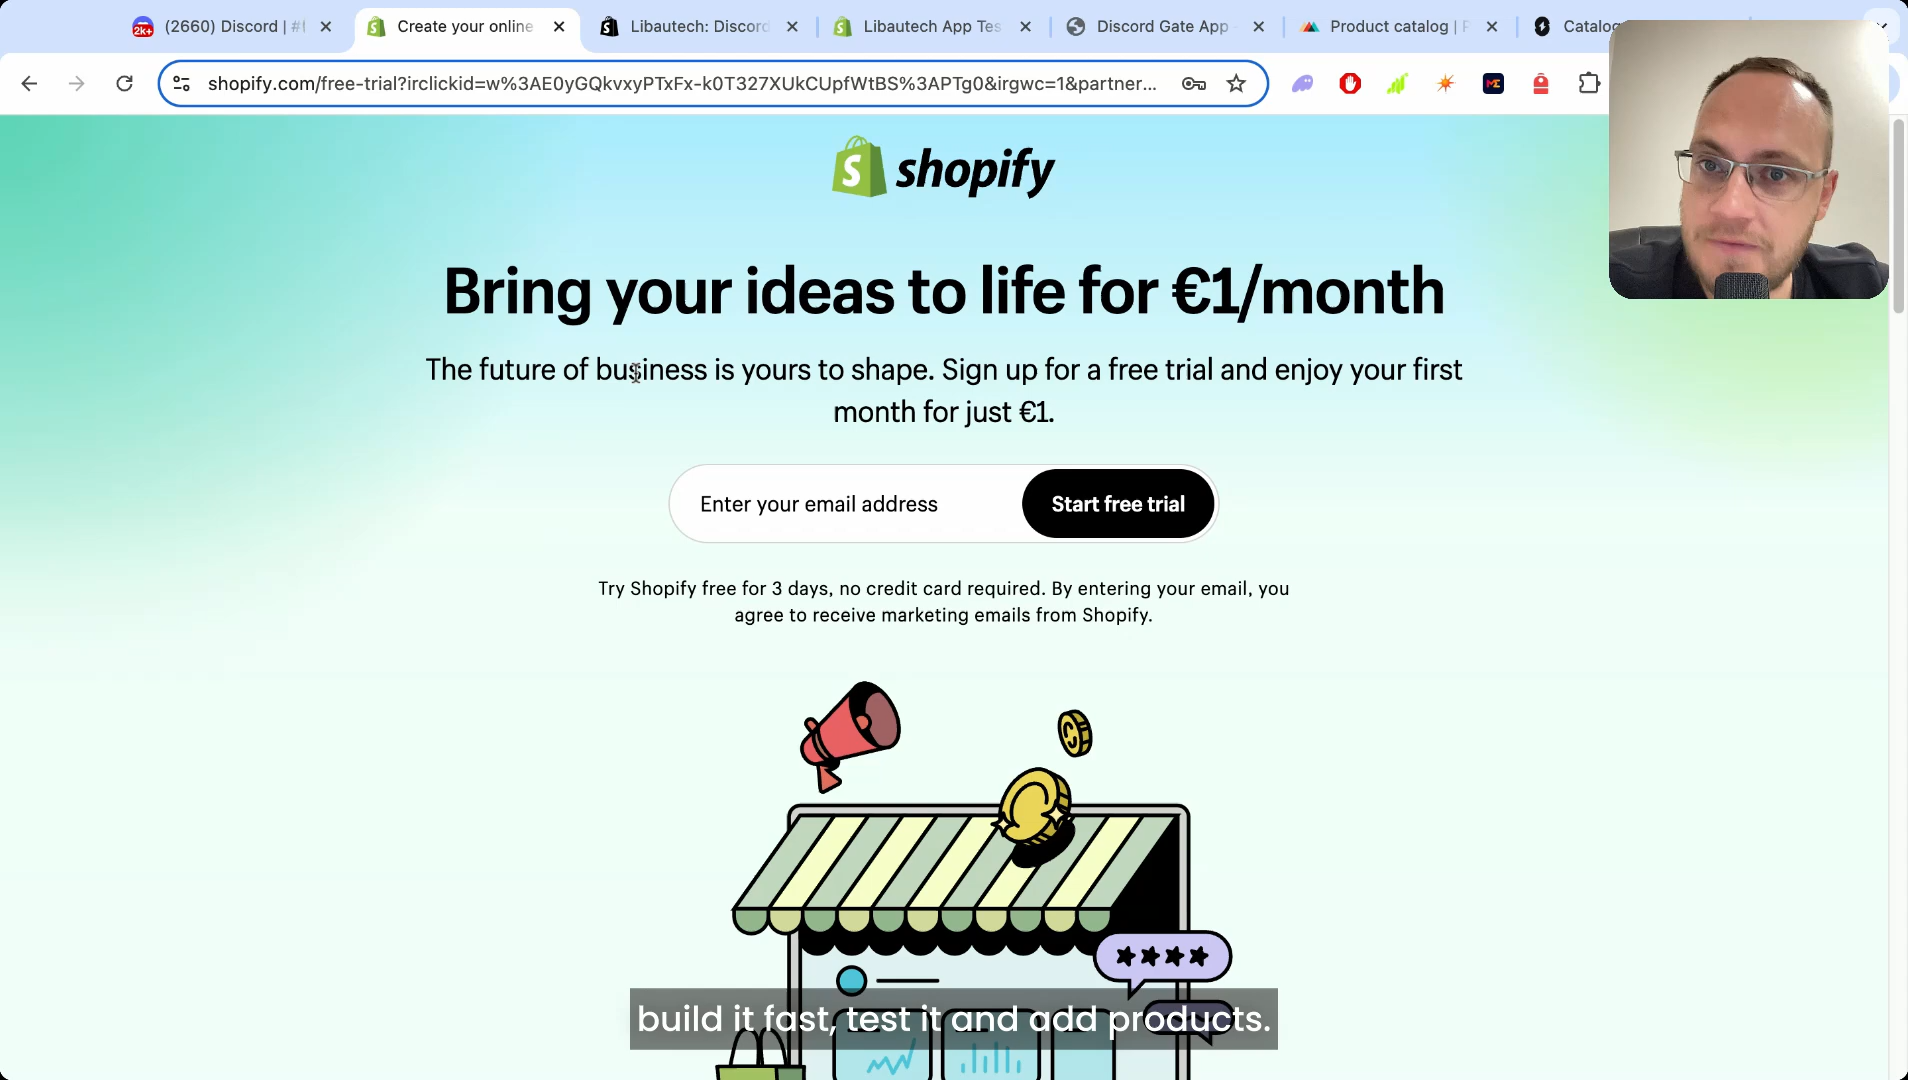 2k+
(2660) Discord | #
Create your online
Libautech: Discord
Libautech App Tes
Discord Gate App
Product catalog |
Catalog
shopify.com/free-trial?irclickid=w%3AE0yGQkvxyPTxFx-k0T327XUkCUpfWtBS%3APTg0&irgwc=1&partner...
shopify
Bring your ideas to life for €1/month
The future of business is yours to shape. Sign up for a free trial and enjoy your first
month for just €1.
Enter your email address
Start free trial
Try Shopify free for 3 days, no credit card required. By entering your email, you
agree to receive marketing emails from Shopify.
build it fast, test it and add products.